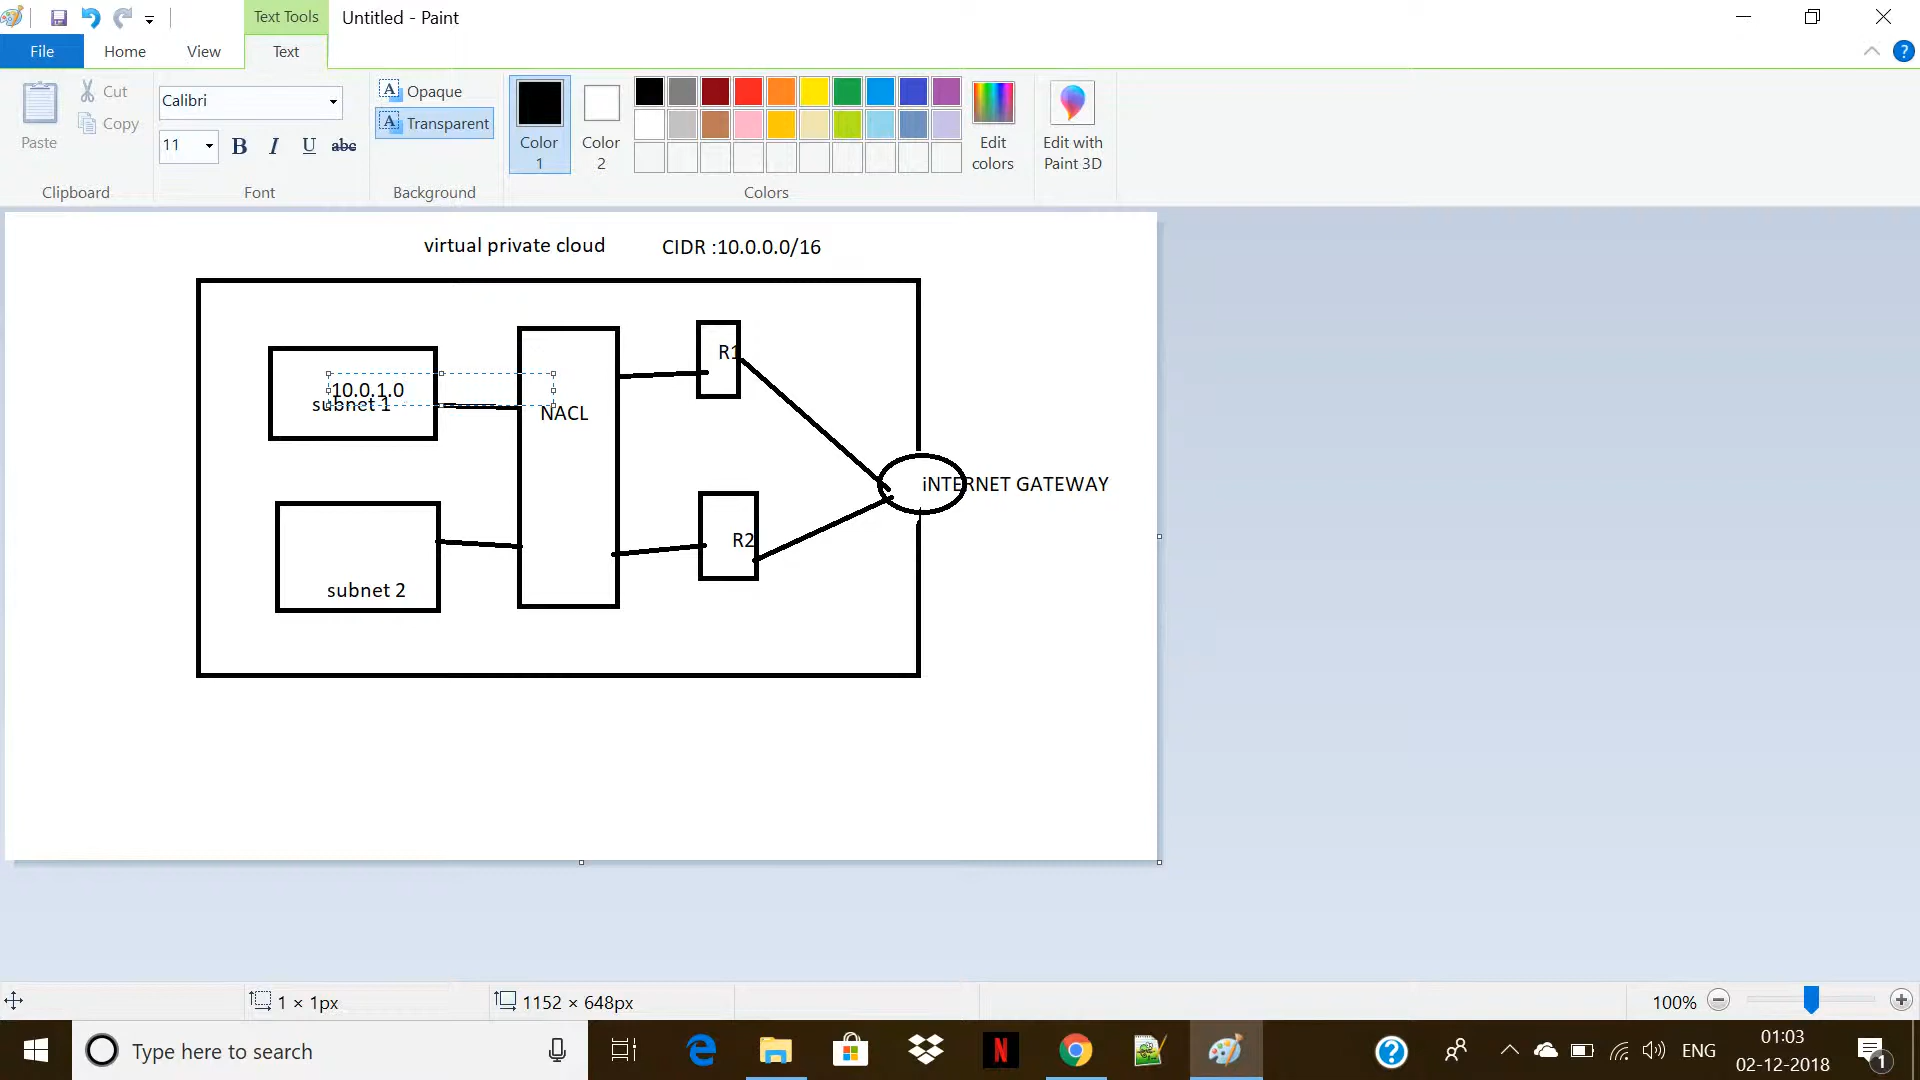 Text Tools
Untitled - Paint
File
Home
View
Text
Paste
Cut
Copy
Clipboard
Calibri
11
B
I
U
abc
Font
A Opaque
A Transparent
Background
Color 1
Color 2
Colors
Edit colors
Edit with Paint 3D
?
virtual private cloud
CIDR :10.0.0.0/16
10.0.1.0
subnet 1
NACL
R1
iNTERNET GATEWAY
R2
subnet 2
1 × 1px
1152 × 648px
100%
Type here to search
N
?
ENG
01:03
02-12-2018
1